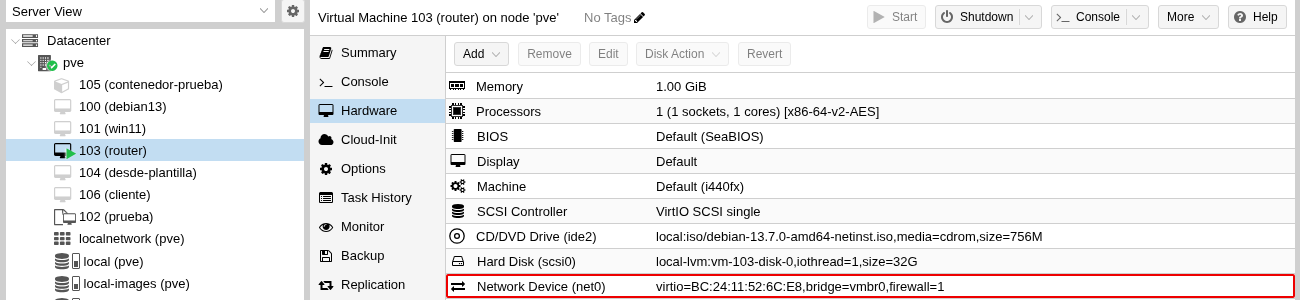 Server View
Datacenter
pve
105 (contenedor-prueba)
100 (debian13)
101 (win11)
103 (router)
104 (desde-plantilla)
106 (cliente)
102 (prueba)
localnetwork (pve)
local (pve)
local-images (pve)
Virtual Machine 103 (router) on node 'pve' No Tags Start Shutdown Console More Help
Summary
Console
Hardware
Cloud-Init
Options
Task History
Monitor
Backup
Replication
Add Remove Edit Disk Action Revert
Memory 1.00 GiB
Processors 1 (1 sockets, 1 cores) [x86-64-v2-AES]
BIOS Default (SeaBIOS)
Display Default
Machine Default (i440fx)
SCSI Controller VirtIO SCSI single
CD/DVD Drive (ide2) local:iso/debian-13.7.0-amd64-netinst.iso,media=cdrom,size=756M
Hard Disk (scsi0) local-lvm:vm-103-disk-0,iothread=1,size=32G
Network Device (net0) virtio=BC:24:11:52:6C:E8,bridge=vmbr0,firewall=1